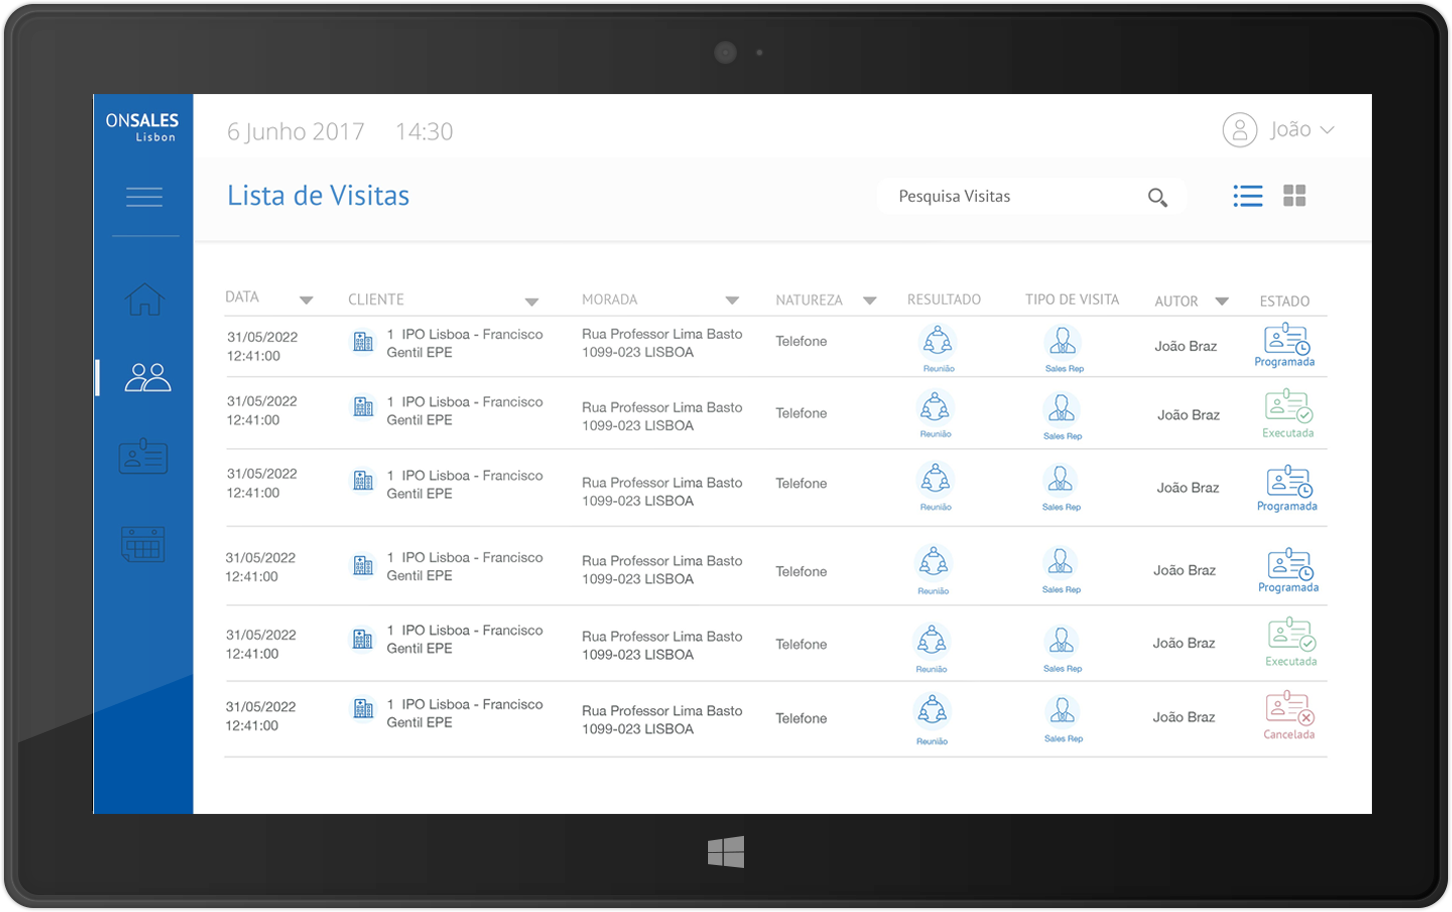 ONSALES
Lisbon
6 Junho 2017 14:30
João
Lista de Visitas
Pesquisa Visitas
DATA CLIENTE MORADA NATUREZA RESULTADO TIPO DE VISITA AUTOR ESTADO
31/05/2022
12:41:00
1 IPO Lisboa - Francisco
Gentil EPE
Rua Professor Lima Basto
1099-023 LISBOA
Telefone
Reunião
Sales Rep
João Braz
Programada
31/05/2022
12:41:00
1 IPO Lisboa - Francisco
Gentil EPE
Rua Professor Lima Basto
1099-023 LISBOA
Telefone
Reunião
Sales Rep
João Braz
Executada
31/05/2022
12:41:00
1 IPO Lisboa - Francisco
Gentil EPE
Rua Professor Lima Basto
1099-023 LISBOA
Telefone
Reunião
Sales Rep
João Braz
Programada
31/05/2022
12:41:00
1 IPO Lisboa - Francisco
Gentil EPE
Rua Professor Lima Basto
1099-023 LISBOA
Telefone
Reunião
Sales Rep
João Braz
Programada
31/05/2022
12:41:00
1 IPO Lisboa - Francisco
Gentil EPE
Rua Professor Lima Basto
1099-023 LISBOA
Telefone
Reunião
Sales Rep
João Braz
Executada
31/05/2022
12:41:00
1 IPO Lisboa - Francisco
Gentil EPE
Rua Professor Lima Basto
1099-023 LISBOA
Telefone
Reunião
Sales Rep
João Braz
Cancelada